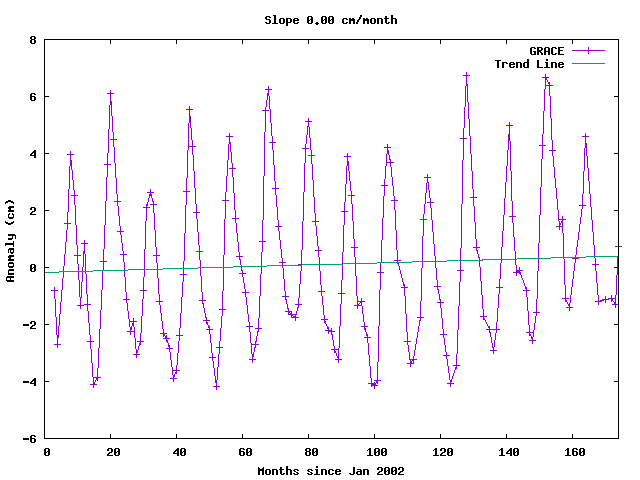 Slope 0.00 cm/month
GRACE
Trend Line
8
6
4
2
0
-2
-4
-6
Anomaly (cm)
0 20 40 60 80 100 120 140 160
Months since Jan 2002